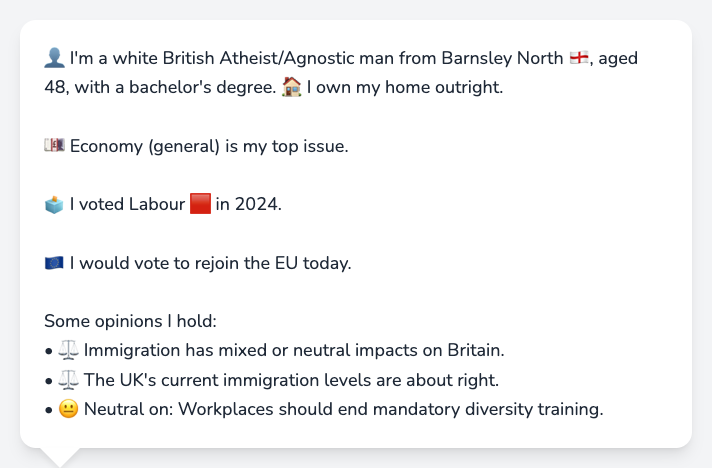 👤 I'm a white British Atheist/Agnostic man from Barnsley North 🏴󠁧󠁢󠁥󠁮󠁧󠁿, aged
48, with a bachelor's degree. 🏠 I own my home outright.
💷 Economy (general) is my top issue.
🗳️ I voted Labour 🟥 in 2024.
🇪🇺 I would vote to rejoin the EU today.
Some opinions I hold:
• ⚖️ Immigration has mixed or neutral impacts on Britain.
• ⚖️ The UK's current immigration levels are about right.
• 😐 Neutral on: Workplaces should end mandatory diversity training.